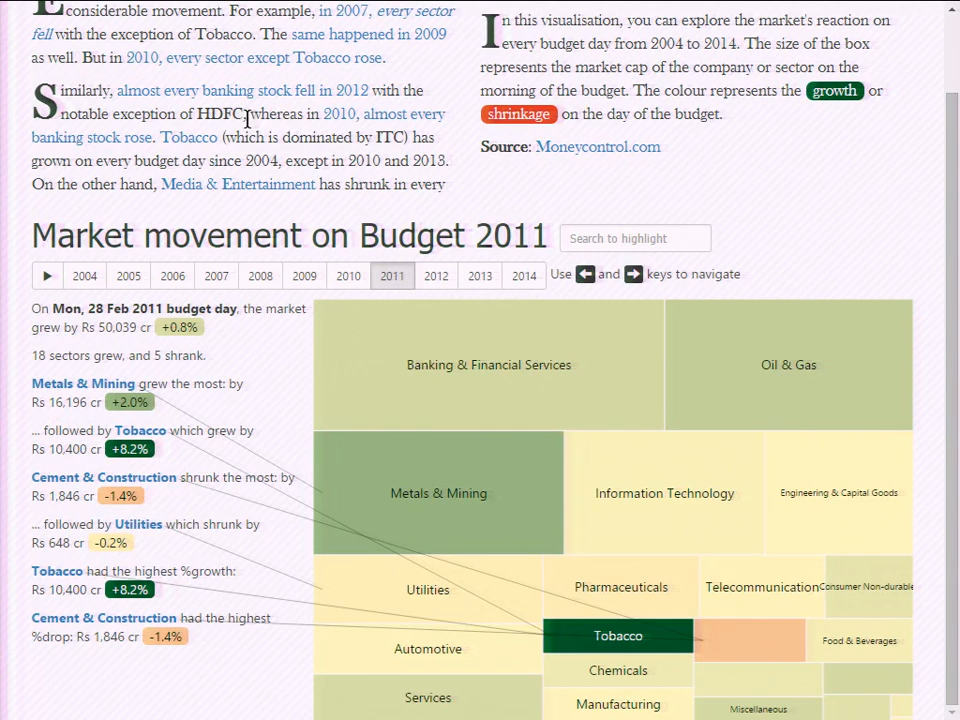 Considerable movement. For example, in 2007, every sector
fell with the exception of Tobacco. The same happened in 2009
as well. But in 2010, every sector except Tobacco rose.
Similarly, almost every banking stock fell in 2012 with the
notable exception of HDFC, whereas in 2010, almost every
banking stock rose. Tobacco (which is dominated by ITC) has
grown on every budget day since 2004, except in 2010 and 2013.
On the other hand, Media & Entertainment has shrunk in every
In this visualisation, you can explore the market's reaction on
every budget day from 2004 to 2014. The size of the box
represents the market cap of the company or sector on the
morning of the budget. The colour represents the growth or
shrinkage on the day of the budget.
Source: Moneycontrol.com
Market movement on Budget 2011
Search to highlight
2004 2005 2006 2007 2008 2009 2010 2011 2012 2013 2014 Use and keys to navigate
On Mon, 28 Feb 2011 budget day, the market
grew by Rs 50,039 cr +0.8%
18 sectors grew, and 5 shrank.
Metals & Mining grew the most: by
Rs 16,196 cr +2.0%
... followed by Tobacco which grew by
Rs 10,400 cr +8.2%
Cement & Construction shrunk the most: by
Rs 1,846 cr -1.4%
... followed by Utilities which shrunk by
Rs 648 cr -0.2%
Tobacco had the highest %growth:
Rs 10,400 cr +8.2%
Cement & Construction had the highest
%drop: Rs 1,846 cr -1.4%
Banking & Financial Services
Oil & Gas
Metals & Mining
Information Technology
Engineering & Capital Goods
Utilities
Pharmaceuticals
Telecommunication
Consumer Non-durable
Tobacco
Food & Beverages
Automotive
Chemicals
Services
Manufacturing
Miscellaneous